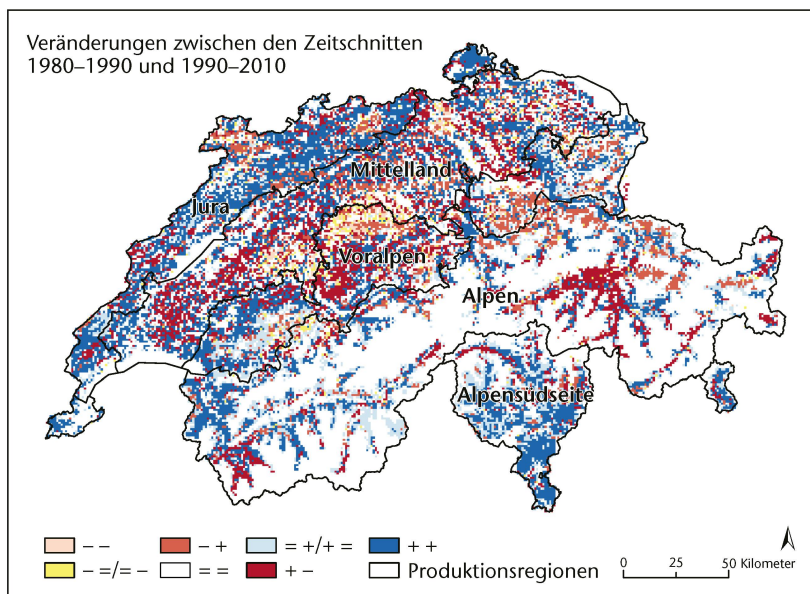 Veränderungen zwischen den Zeitschnitten
1980–1990 und 1990–2010
Mittelland
Jura
Voralpen
Alpen
Alpensüdseite
– –
– +
= +/+ =
+ +
– =/= –
= =
+ –
Produktionsregionen
0 25 50 Kilometer